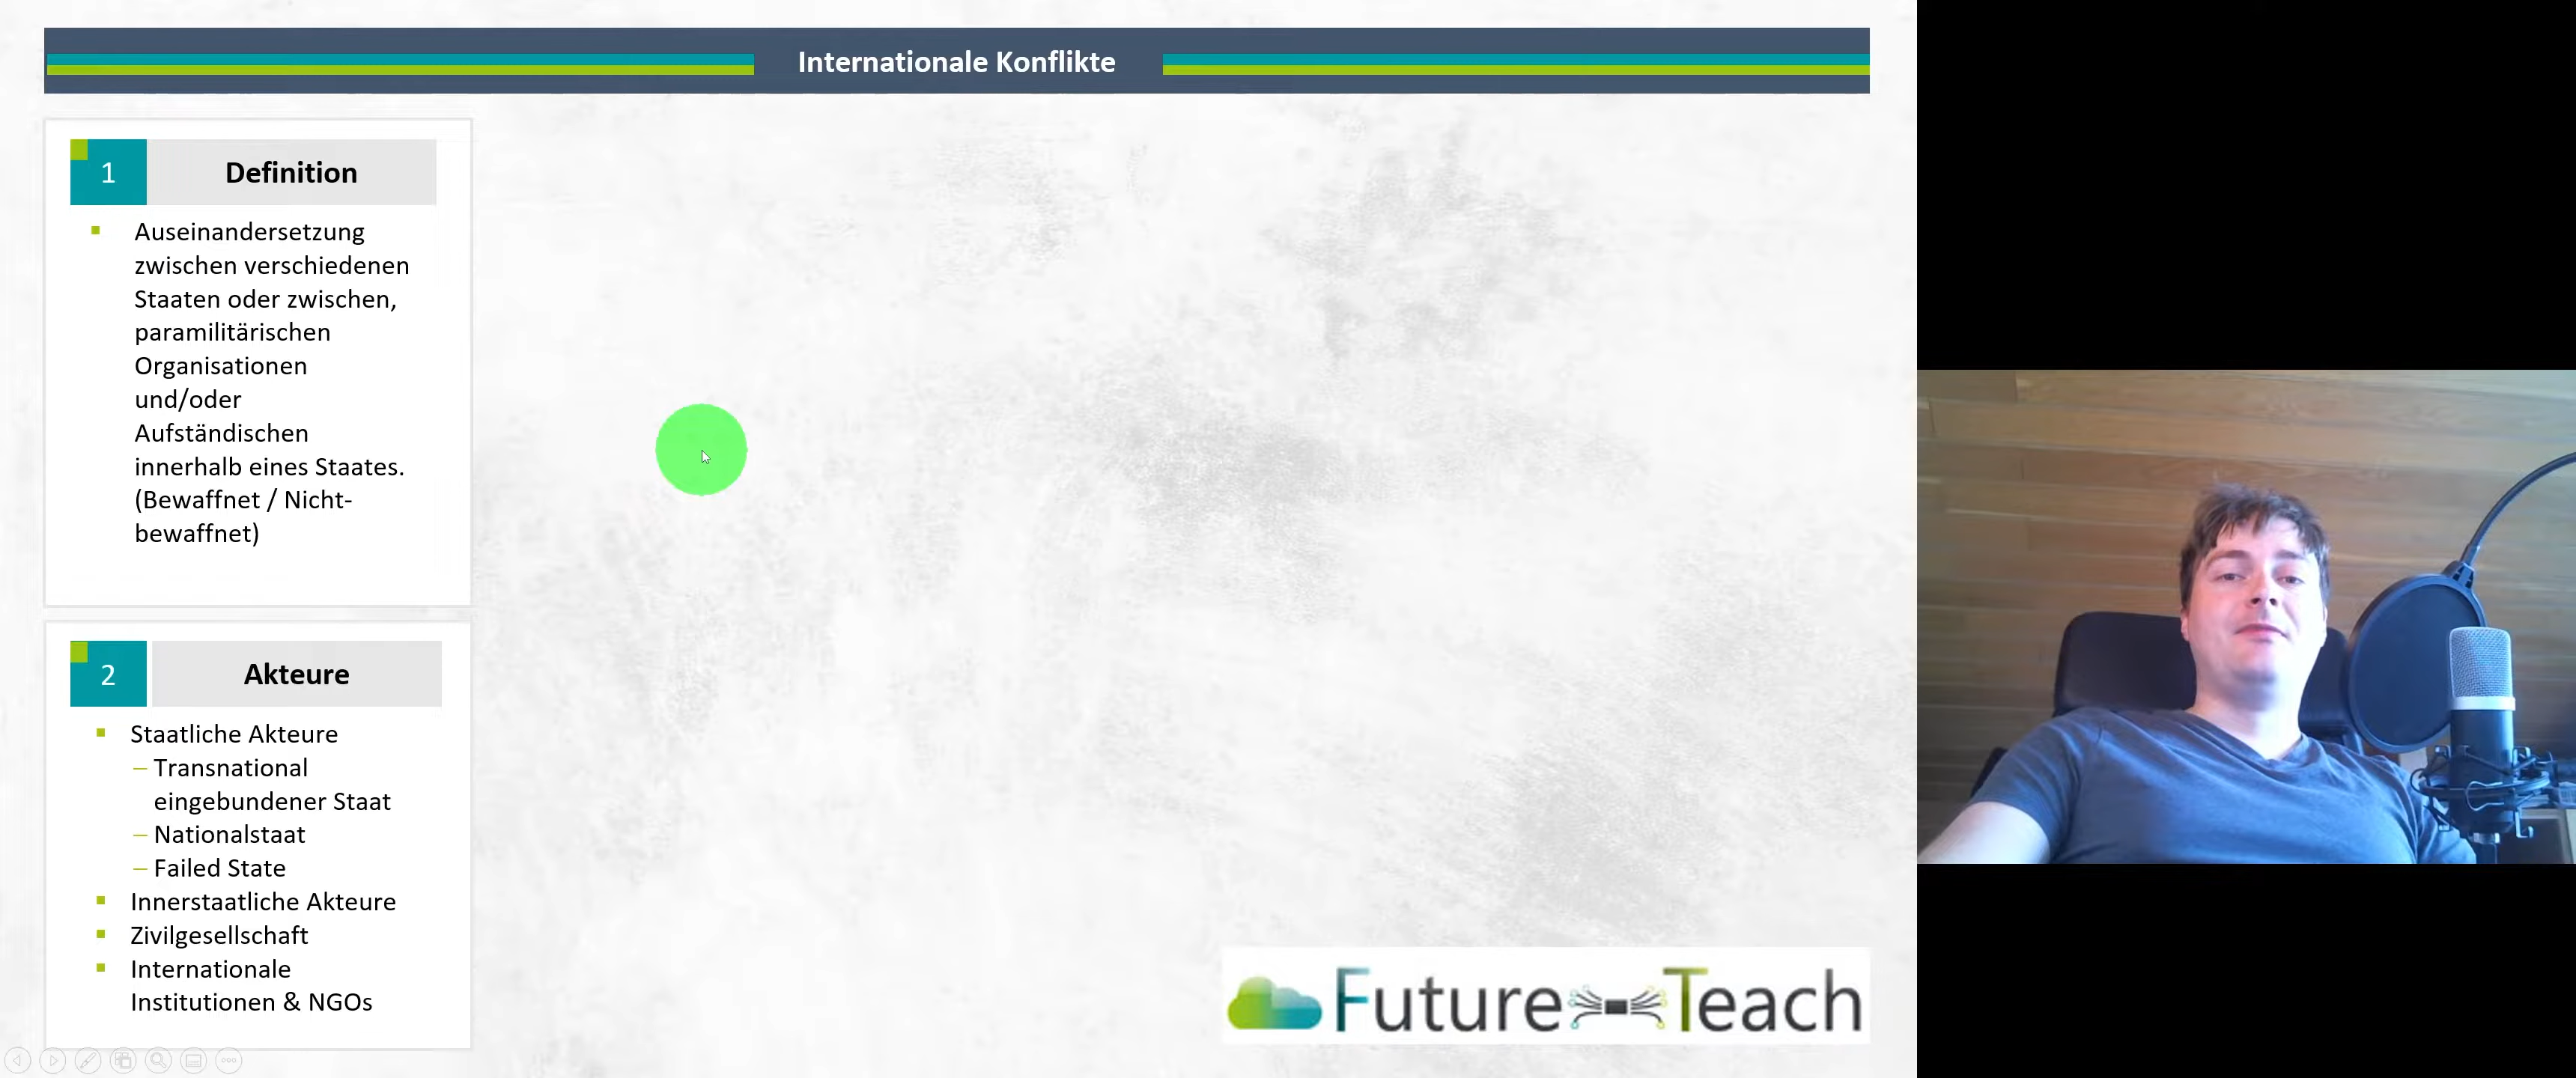 Internationale Konflikte
1
Definition
Auseinandersetzung
zwischen verschiedenen
Staaten oder zwischen,
paramilitärischen
Organisationen
und/oder
Aufständischen
innerhalb eines Staates.
(Bewaffnet / Nicht-
bewaffnet)
2
Akteure
Staatliche Akteure
– Transnational
eingebundener Staat
– Nationalstaat
– Failed State
Innerstaatliche Akteure
Zivilgesellschaft
Internationale
Institutionen & NGOs
Future Teach